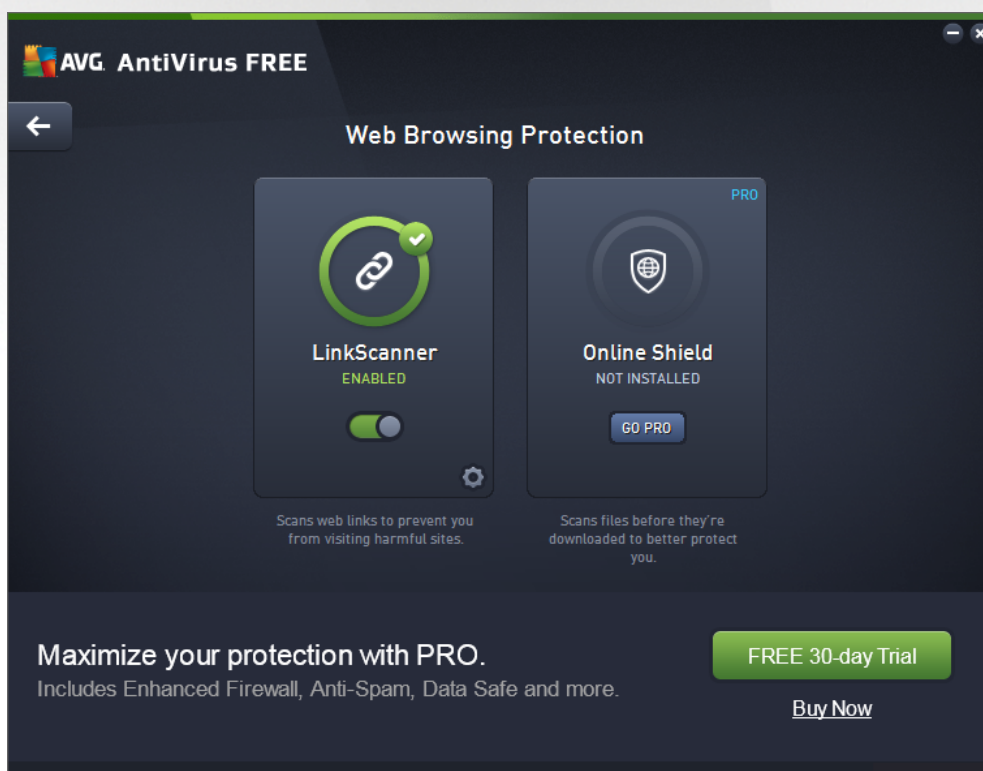 AVG. AntiVirus FREE
Web Browsing Protection
PRO
LinkScanner
ENABLED
Online Shield
NOT INSTALLED
GO PRO
Scans web links to prevent you
from visiting harmful sites.
Scans files before they're
downloaded to better protect
you.
Maximize your protection with PRO.
Includes Enhanced Firewall, Anti-Spam, Data Safe and more.
FREE 30-day Trial
Buy Now